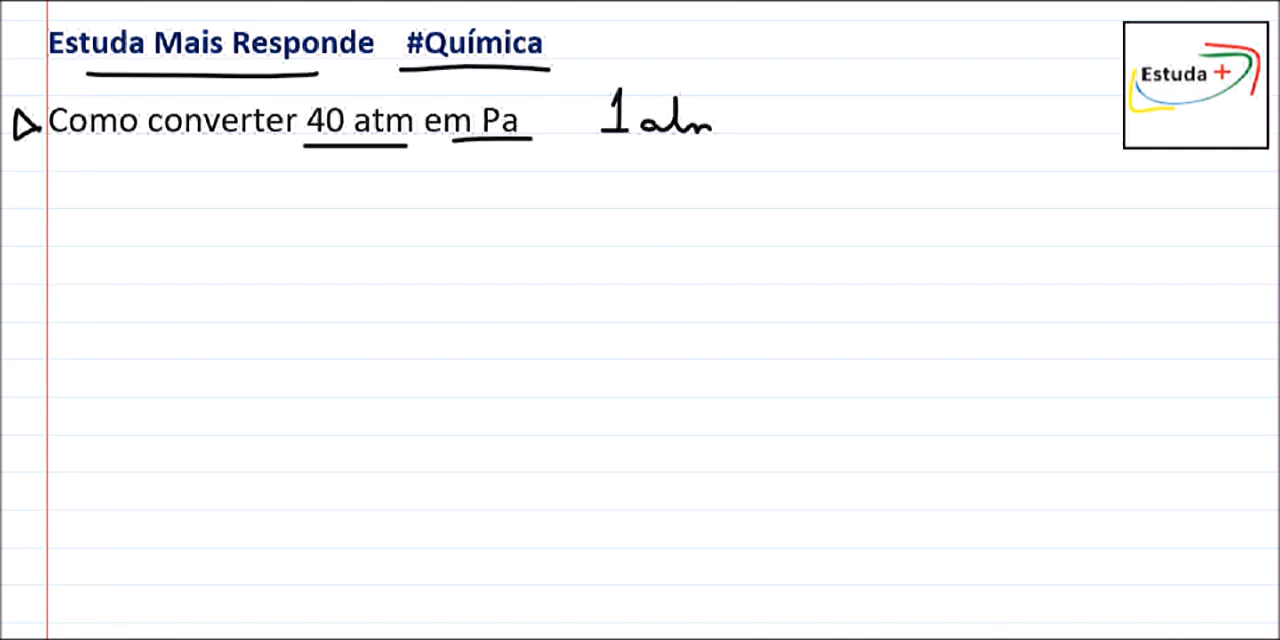 Estuda Mais Responde #Química
Estuda +
Como converter 40 atm em Pa 1 atm